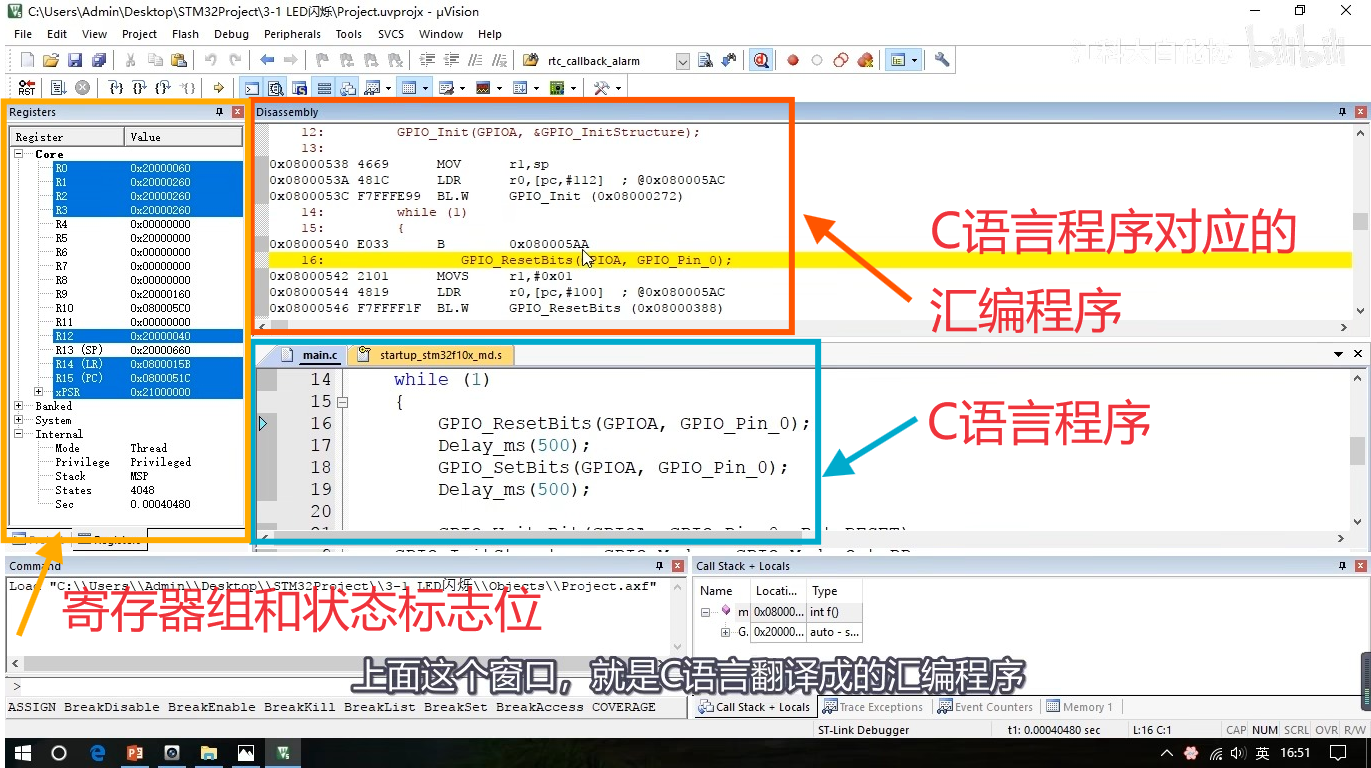 C:\Users\Admin\Desktop\STM32Project\3-1 LED闪烁\Project.uvprojx - µVision
File Edit View Project Flash Debug Peripherals Tools SVCS Window Help
rtc_callback_alarm
bilibili
RST
Registers
Register Value
Core
R0 0x20000060
R1 0x20000260
R2 0x20000260
R3 0x20000260
R4 0x00000000
R5 0x20000000
R6 0x00000000
R7 0x00000000
R8 0x00000000
R9 0x20000160
R10 0x080005C0
R11 0x00000000
R12 0x20000040
R13 (SP) 0x20000660
R14 (LR) 0x0800015B
R15 (PC) 0x0800051C
xPSR 0x21000000
Banked
System
Internal
Mode Thread
Privilege Privileged
Stack MSP
States 4048
Sec 0.00040480
Registers
Disassembly
12: GPIO_Init(GPIOA, &GPIO_InitStructure);
13:
0x08000538 4669 MOV r1,sp
0x0800053A 481C LDR r0,[pc,#112] ; @0x080005AC
0x0800053C F7FFFE99 BL.W GPIO_Init (0x08000272)
14: while (1)
15: {
0x08000540 E033 B 0x080005AA
16: GPIO_ResetBits(GPIOA, GPIO_Pin_0);
0x08000542 2101 MOVS r1,#0x01
0x08000544 4819 LDR r0,[pc,#100] ; @0x080005AC
0x08000546 F7FFFF1F BL.W GPIO_ResetBits (0x08000388)
C语言程序对应的
汇编程序
main.c startup_stm32f10x_md.s
14 while (1)
15 {
16 GPIO_ResetBits(GPIOA, GPIO_Pin_0);
17 Delay_ms(500);
18 GPIO_SetBits(GPIOA, GPIO_Pin_0);
19 Delay_ms(500);
20
C语言程序
Command
Load "C:\\Users\\Admin\\Desktop\\STM32Project\\3-1 LED闪烁\\Objects\\Project.axf"
寄存器组和状态标志位
>
ASSIGN BreakDisable BreakEnable BreakKill BreakList BreakSet BreakAccess COVERAGE
Call Stack + Locals
Name Locati... Type
m 0x08000... int f()
G. 0x20000... auto - s...
上面这个窗口，就是C语言翻译成的汇编程序
Call Stack + Locals Trace Exceptions Event Counters Memory 1
ST-Link Debugger t1: 0.00040480 sec L:16 C:1 CAP NUM SCRL OVR R/W
英 16:51